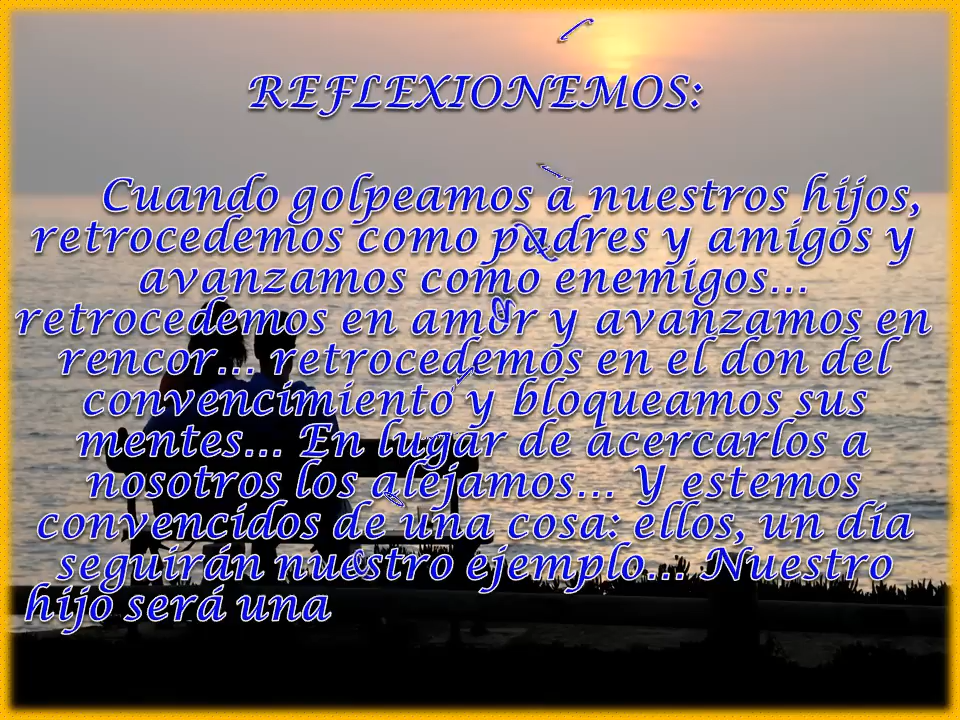 REFLEXIONEMOS:
Cuando golpeamos a nuestros hijos,
retrocedemos como padres y amigos y
avanzamos como enemigos...
retrocedemos en amor y avanzamos en
rencor... retrocedemos en el don del
convencimiento y bloqueamos sus
mentes... En lugar de acercarlos a
nosotros los alejamos... Y estemos
convencidos de una cosa: ellos, un día
seguirán nuestro ejemplo... Nuestro
hijo será una